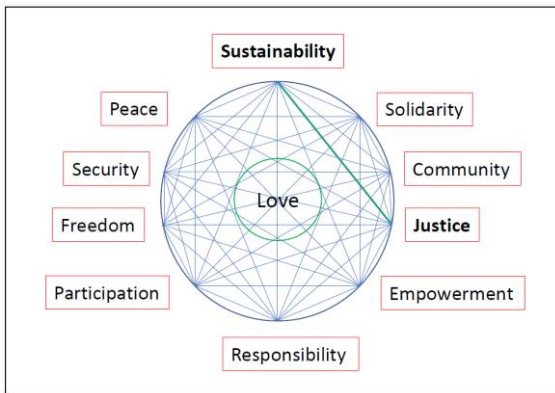 Sustainability
Peace
Solidarity
Security
Community
Love
Freedom
Justice
Participation
Empowerment
Responsibility